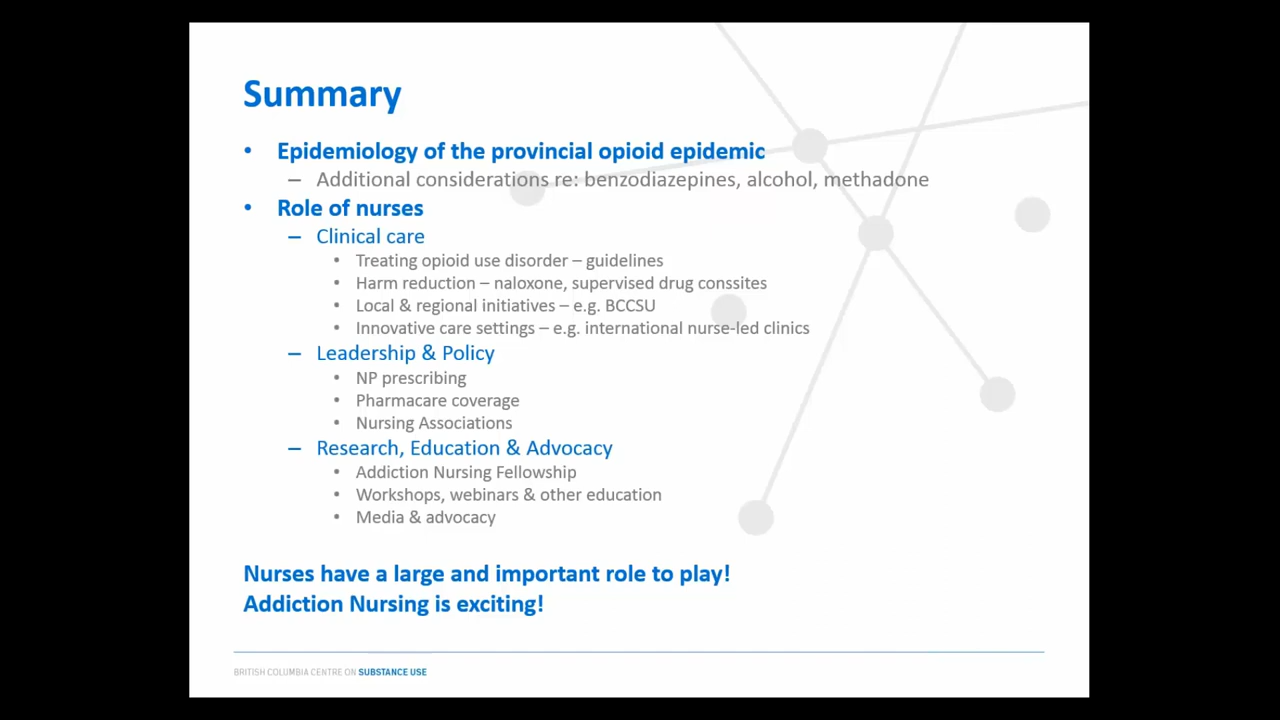 Summary
• Epidemiology of the provincial opioid epidemic
– Additional considerations re: benzodiazepines, alcohol, methadone
• Role of nurses
– Clinical care
• Treating opioid use disorder – guidelines
• Harm reduction – naloxone, supervised drug conssites
• Local & regional initiatives – e.g. BCCSU
• Innovative care settings – e.g. international nurse-led clinics
– Leadership & Policy
• NP prescribing
• Pharmacare coverage
• Nursing Associations
– Research, Education & Advocacy
• Addiction Nursing Fellowship
• Workshops, webinars & other education
• Media & advocacy
Nurses have a large and important role to play!
Addiction Nursing is exciting!
BRITISH COLUMBIA CENTRE ON SUBSTANCE USE